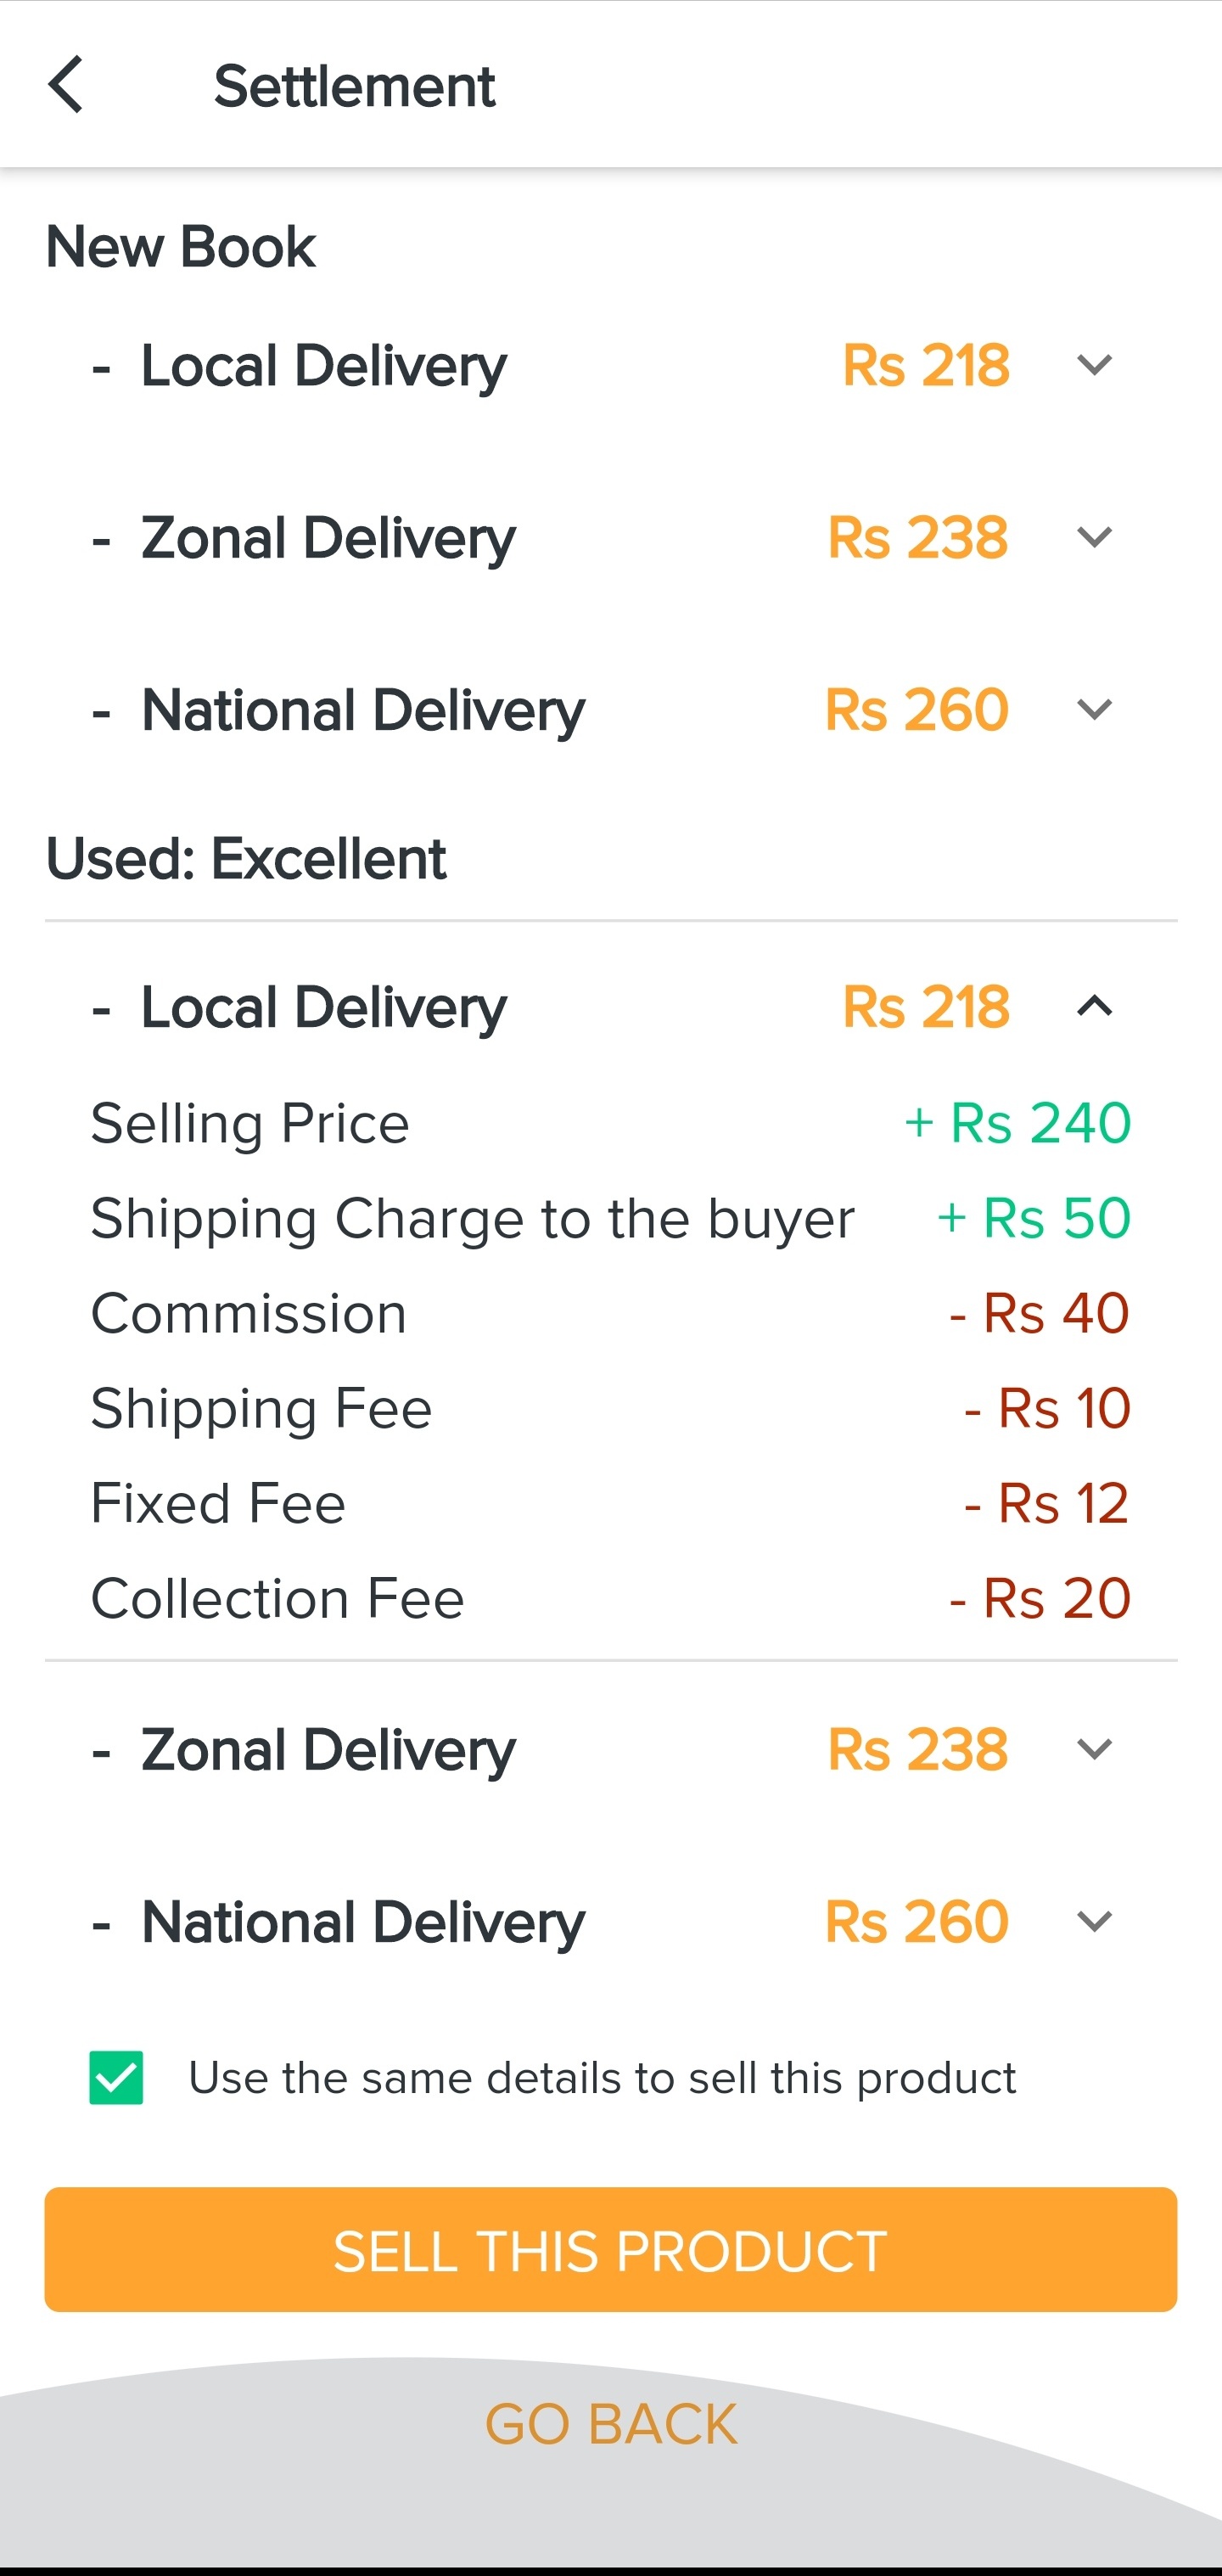 Settlement
New Book
- Local Delivery Rs 218
- Zonal Delivery Rs 238
- National Delivery Rs 260
Used: Excellent
- Local Delivery Rs 218
Selling Price + Rs 240
Shipping Charge to the buyer + Rs 50
Commission - Rs 40
Shipping Fee - Rs 10
Fixed Fee - Rs 12
Collection Fee - Rs 20
- Zonal Delivery Rs 238
- National Delivery Rs 260
Use the same details to sell this product
SELL THIS PRODUCT
GO BACK